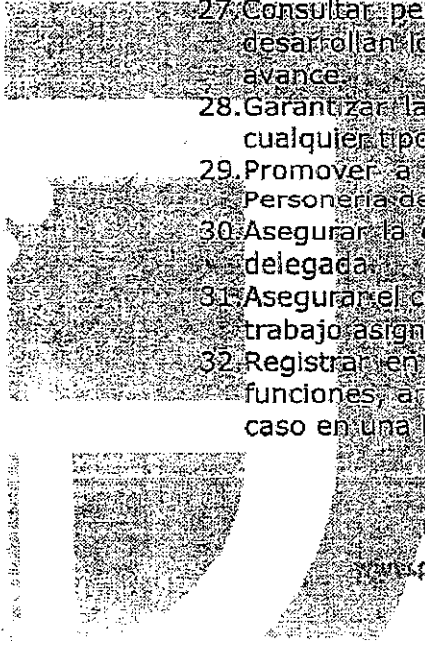 27.Consultar pe
desarrollan lo
avance.
28.Garantizar la
cualquier tipo
29.Promover a
Personería de
30.Asegurar la
delegada.
31.Asegurar el c
trabajo asign
32.Registrar en
funciones, a
caso en una